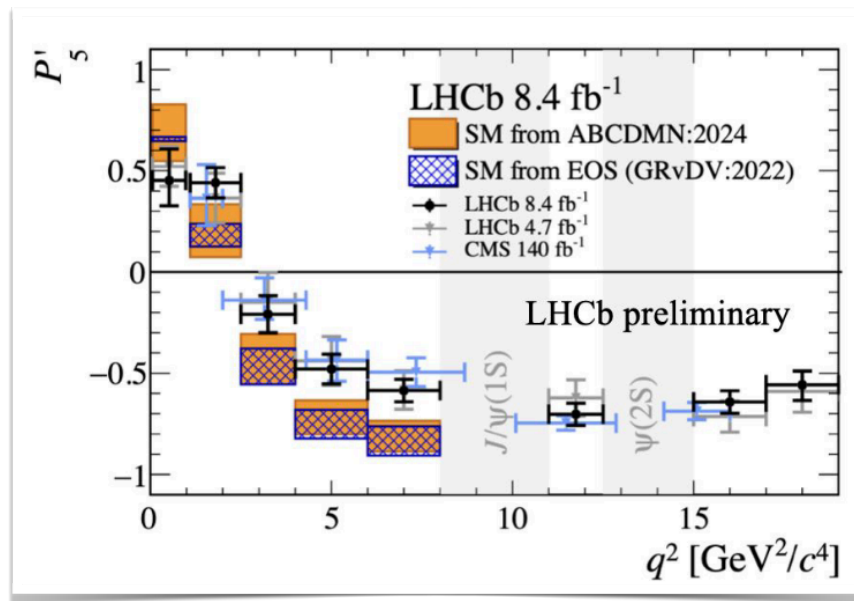 P'₅
1
0.5
0
−0.5
−1
LHCb 8.4 fb⁻¹
SM from ABCDMN:2024
SM from EOS (GRvDV:2022)
LHCb 8.4 fb⁻¹
LHCb 4.7 fb⁻¹
CMS 140 fb⁻¹
LHCb preliminary
J/ψ(1S)
ψ(2S)
0 5 10 15
q² [GeV²/c⁴]